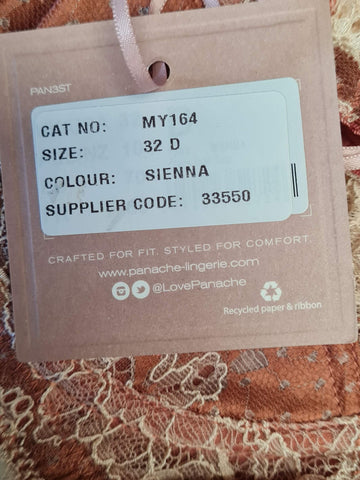 PAN3ST
CAT NO: MY164
SIZE: 32 D
COLOUR: SIENNA
SUPPLIER CODE: 33550
CRAFTED FOR FIT. STYLED FOR COMFORT.
www.panache-lingerie.com
@LovePanache
Recycled paper & ribbon